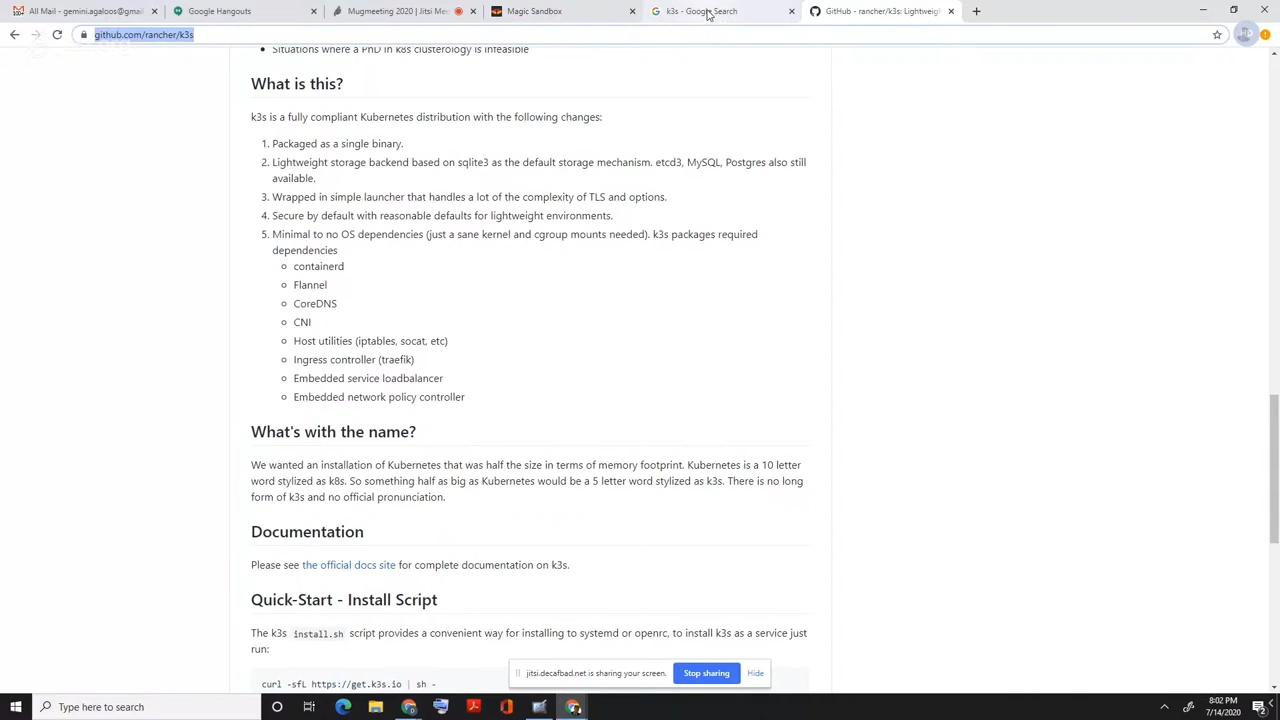 All Mail - gemini.agaloos@gmail
Google Hangouts
Mugmeeting 2020 | Jitsi Me
Magic Sandbox
k3s - Google Search
GitHub - rancher/k3s: Lightweigh
github.com/rancher/k3s
• Situations where a PhD in k8s clusterology is infeasible
What is this?
k3s is a fully compliant Kubernetes distribution with the following changes:
1. Packaged as a single binary.
2. Lightweight storage backend based on sqlite3 as the default storage mechanism. etcd3, MySQL, Postgres also still
available.
3. Wrapped in simple launcher that handles a lot of the complexity of TLS and options.
4. Secure by default with reasonable defaults for lightweight environments.
5. Minimal to no OS dependencies (just a sane kernel and cgroup mounts needed). k3s packages required
dependencies
containerd
Flannel
CoreDNS
CNI
Host utilities (iptables, socat, etc)
Ingress controller (traefik)
Embedded service loadbalancer
Embedded network policy controller
What's with the name?
We wanted an installation of Kubernetes that was half the size in terms of memory footprint. Kubernetes is a 10 letter
word stylized as k8s. So something half as big as Kubernetes would be a 5 letter word stylized as k3s. There is no long
form of k3s and no official pronunciation.
Documentation
Please see the official docs site for complete documentation on k3s.
Quick-Start - Install Script
The k3s install.sh script provides a convenient way for installing to systemd or openrc, to install k3s as a service just
run:
jitsi.decafbad.net is sharing your screen.
Stop sharing
Hide
curl -sfL https://get.k3s.io | sh -
Type here to search
8:02 PM
7/14/2020
2